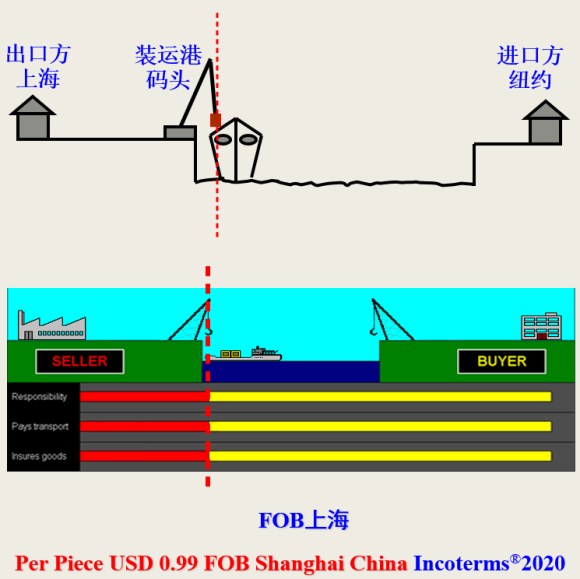 出口方
上海
装运港
码头
进口方
纽约
SELLER
BUYER
Responsibility
Pays transport
Insures goods
FOB上海
Per Piece USD 0.99 FOB Shanghai China Incoterms®2020